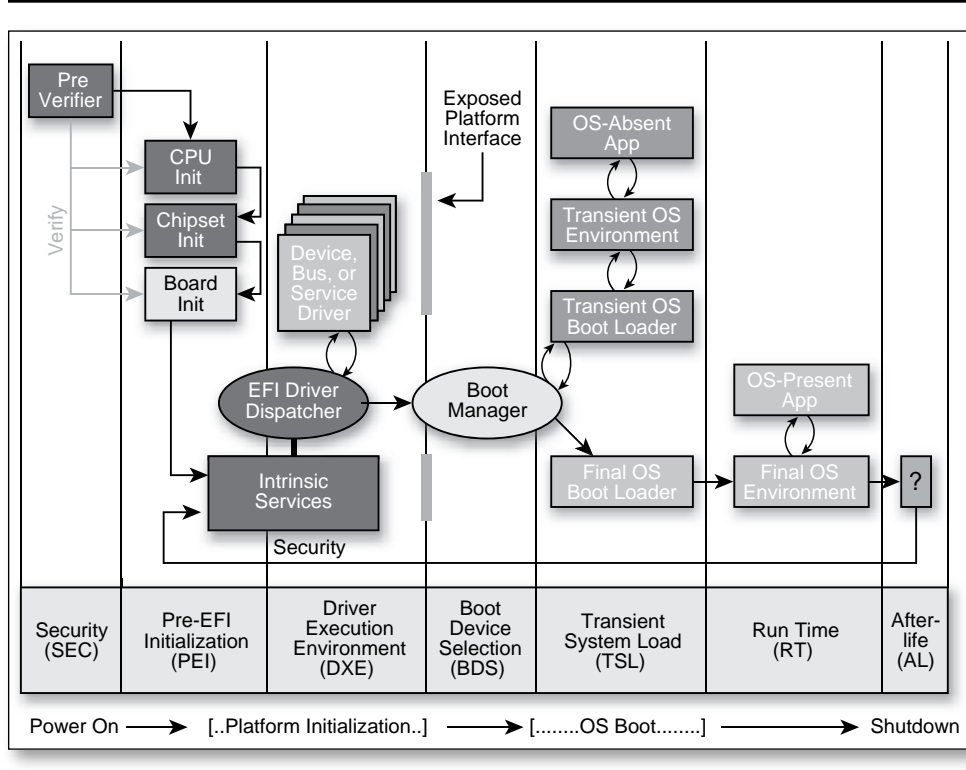 Pre
Verifier
Verify
CPU
Init
Chipset
Init
Board
Init
Device,
Bus, or
Service
Driver
EFI Driver
Dispatcher
Intrinsic
Services
Security
Exposed
Platform
Interface
Boot
Manager
OS-Absent
App
Transient OS
Environment
Transient OS
Boot Loader
Final OS
Boot Loader
OS-Present
App
Final OS
Environment
?
Security
(SEC)
Pre-EFI
Initialization
(PEI)
Driver
Execution
Environment
(DXE)
Boot
Device
Selection
(BDS)
Transient
System Load
(TSL)
Run Time
(RT)
After-
life
(AL)
Power On [..Platform Initialization..] [........OS Boot........] Shutdown